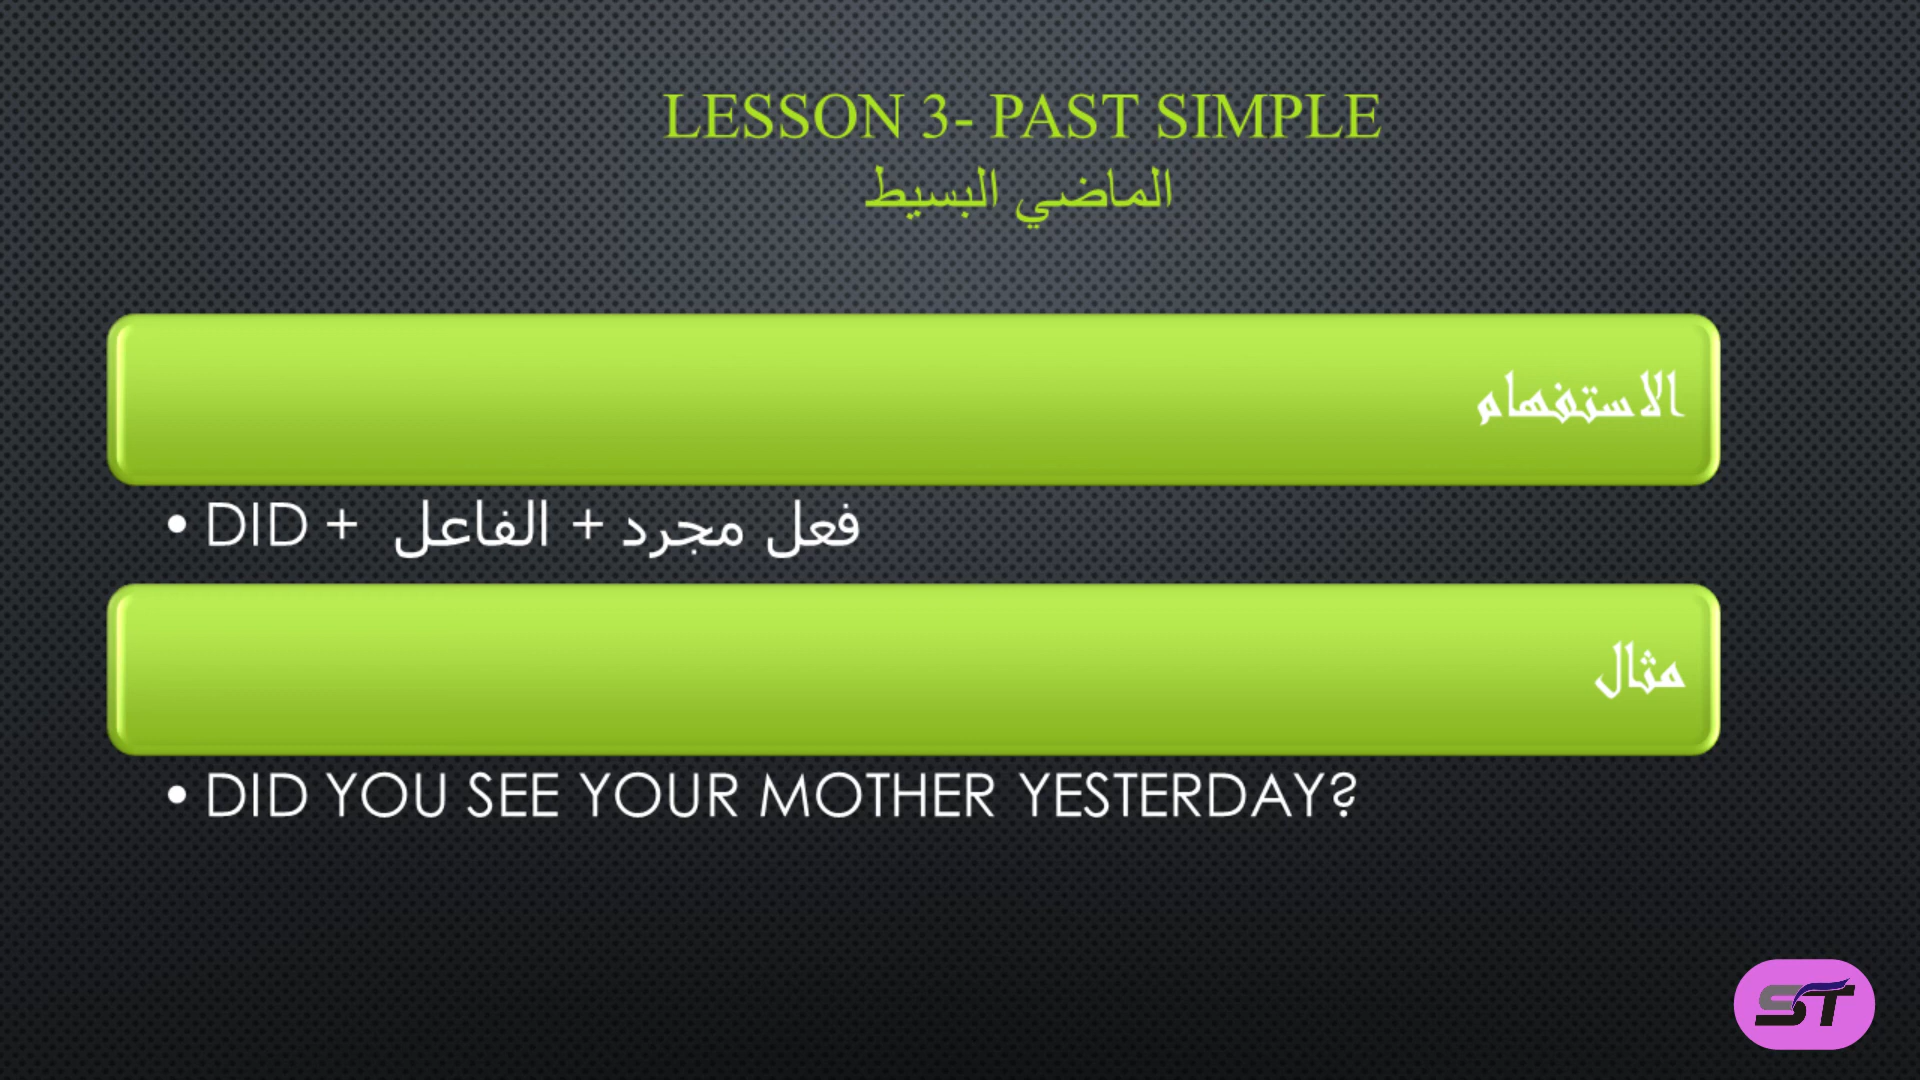 LESSON 3- PAST SIMPLE
الماضي البسيط
الاستفهام
• DID + الفاعل + فعل مجرد
مثال
• DID YOU SEE YOUR MOTHER YESTERDAY?
ST